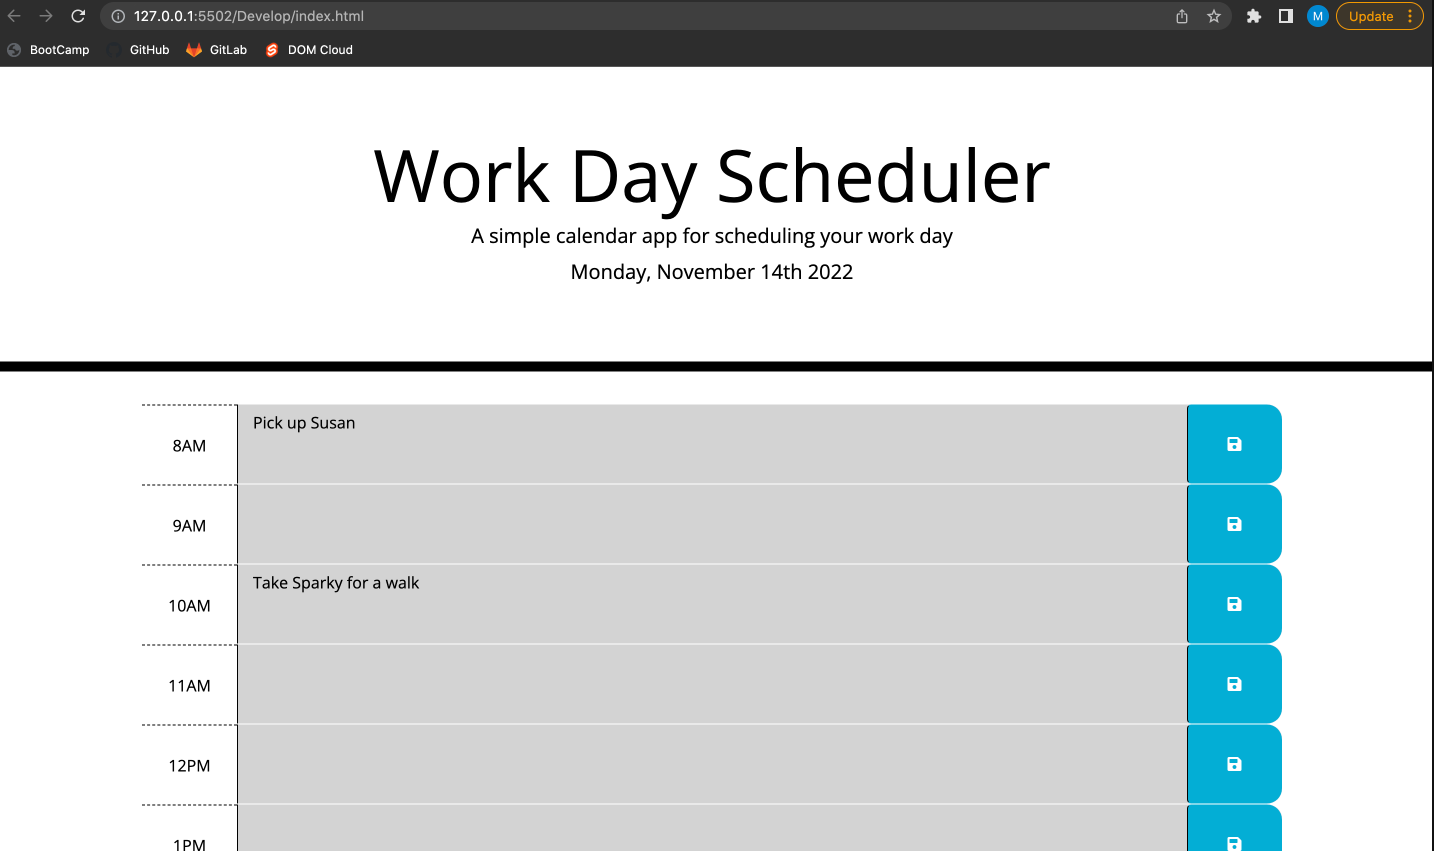 127.0.0.1:5502/Develop/index.html
M
Update
BootCamp GitHub GitLab DOM Cloud
Work Day Scheduler
A simple calendar app for scheduling your work day
Monday, November 14th 2022
8AM Pick up Susan
9AM
10AM Take Sparky for a walk
11AM
12PM
1PM